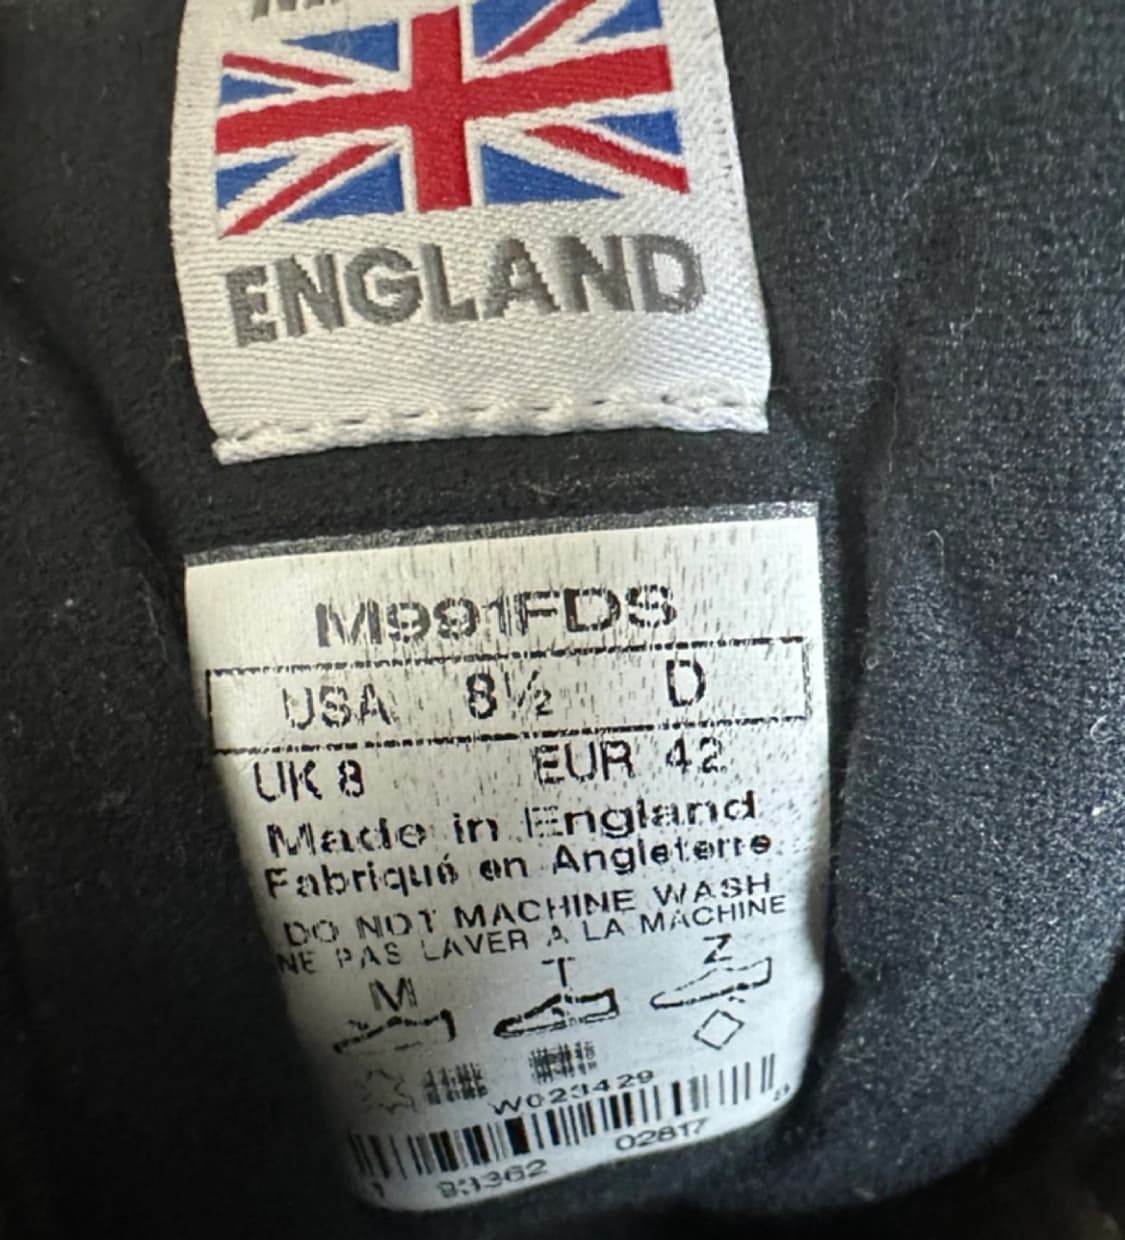 ENGLAND
M991FDS
USA 8½ D
UK 8 EUR 42
Made in England
Fabriqué en Angleterre
DO NOT MACHINE WASH
NE PAS LAVER A LA MACHINE
M T Z
W023429
02817